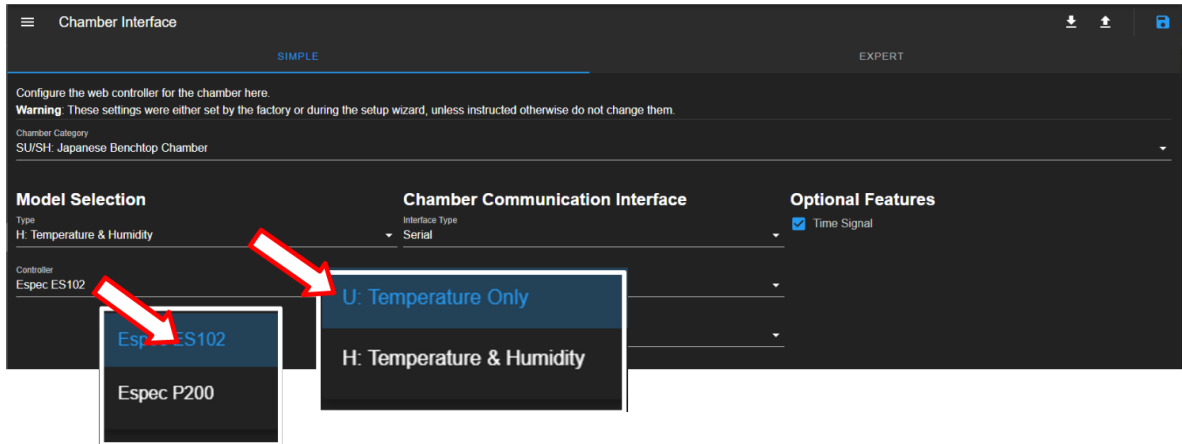 Chamber Interface
SIMPLE
EXPERT
Configure the web controller for the chamber here.
Warning: These settings were either set by the factory or during the setup wizard, unless instructed otherwise do not change them.
Chamber Category
SU/SH: Japanese Benchtop Chamber
Model Selection
Chamber Communication Interface
Optional Features
Type
H: Temperature & Humidity
Interface Type
Serial
Time Signal
Controller
Espec ES102
U: Temperature Only
H: Temperature & Humidity
Espec ES102
Espec P200